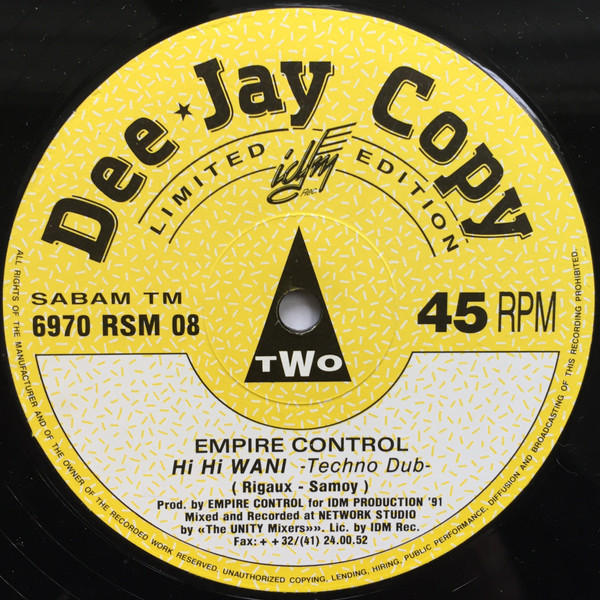 Dee★Jay Copy
LIMITED EDITION
idEm
REC.
SABAM TM
6970 RSM 08
45 RPM
TWO
EMPIRE CONTROL
Hi Hi WANI -Techno Dub-
( Rigaux - Samoy )
Prod. by EMPIRE CONTROL for IDM PRODUCTION '91
Mixed and Recorded at NETWORK STUDIO
by «The UNITY Mixers»». Lic. by IDM Rec.
Fax: + + 32/(41) 24.00.52
ALL RIGHTS OF THE MANUFACTURER AND OF THE OWNER OF THE RECORDED WORK RESERVED. UNAUTHORIZED COPYING, LENDING, HIRING, PUBLIC PERFORMANCE, DIFFUSION AND BROADCASTING OF THIS RECORDING PROHIBITED.